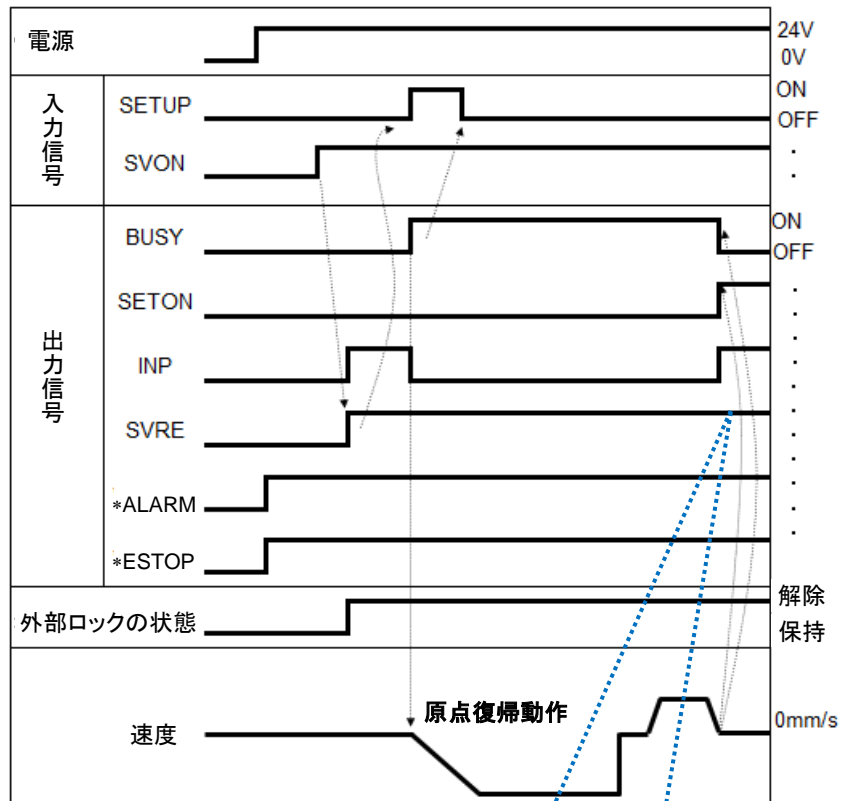 電源
24V
0V
入力信号
SETUP
ON
OFF
SVON
出力信号
BUSY
ON
OFF
SETON
INP
SVRE
*ALARM
*ESTOP
外部ロックの状態
解除
保持
速度
原点復帰動作
0mm/s